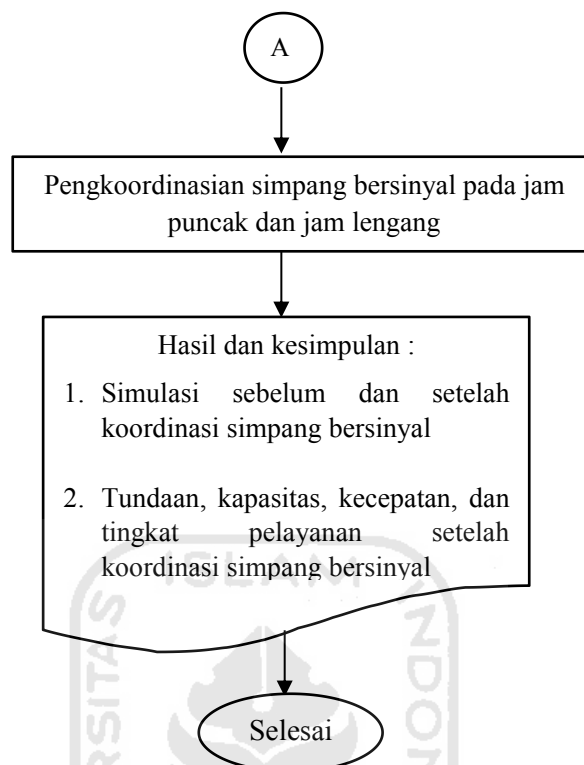 A
Pengkoordinasian simpang bersinyal pada jam
puncak dan jam lengang
Hasil dan kesimpulan :
1. Simulasi sebelum dan setelah
koordinasi simpang bersinyal
2. Tundaan, kapasitas, kecepatan, dan
tingkat pelayanan setelah
koordinasi simpang bersinyal
ISLAM
Selesai